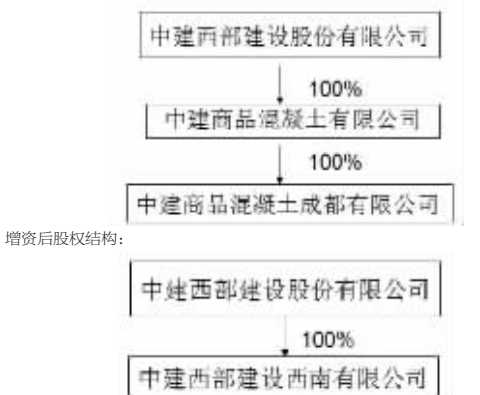 中建西部建设股份有限公司
100%
中建商品混凝土有限公司
100%
中建商品混凝土成都有限公司
增资后股权结构：
中建西部建设股份有限公司
100%
中建西部建设西南有限公司